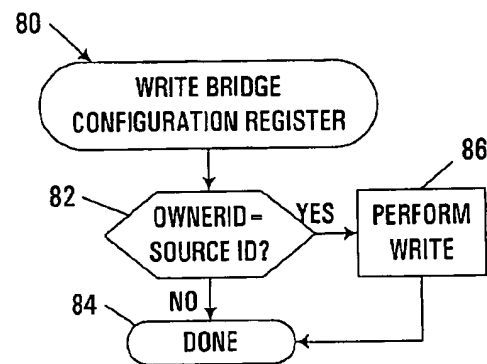 80
WRITE BRIDGE
CONFIGURATION REGISTER
82
OWNERID =
SOURCE ID?
YES
86
PERFORM
WRITE
NO
84
DONE